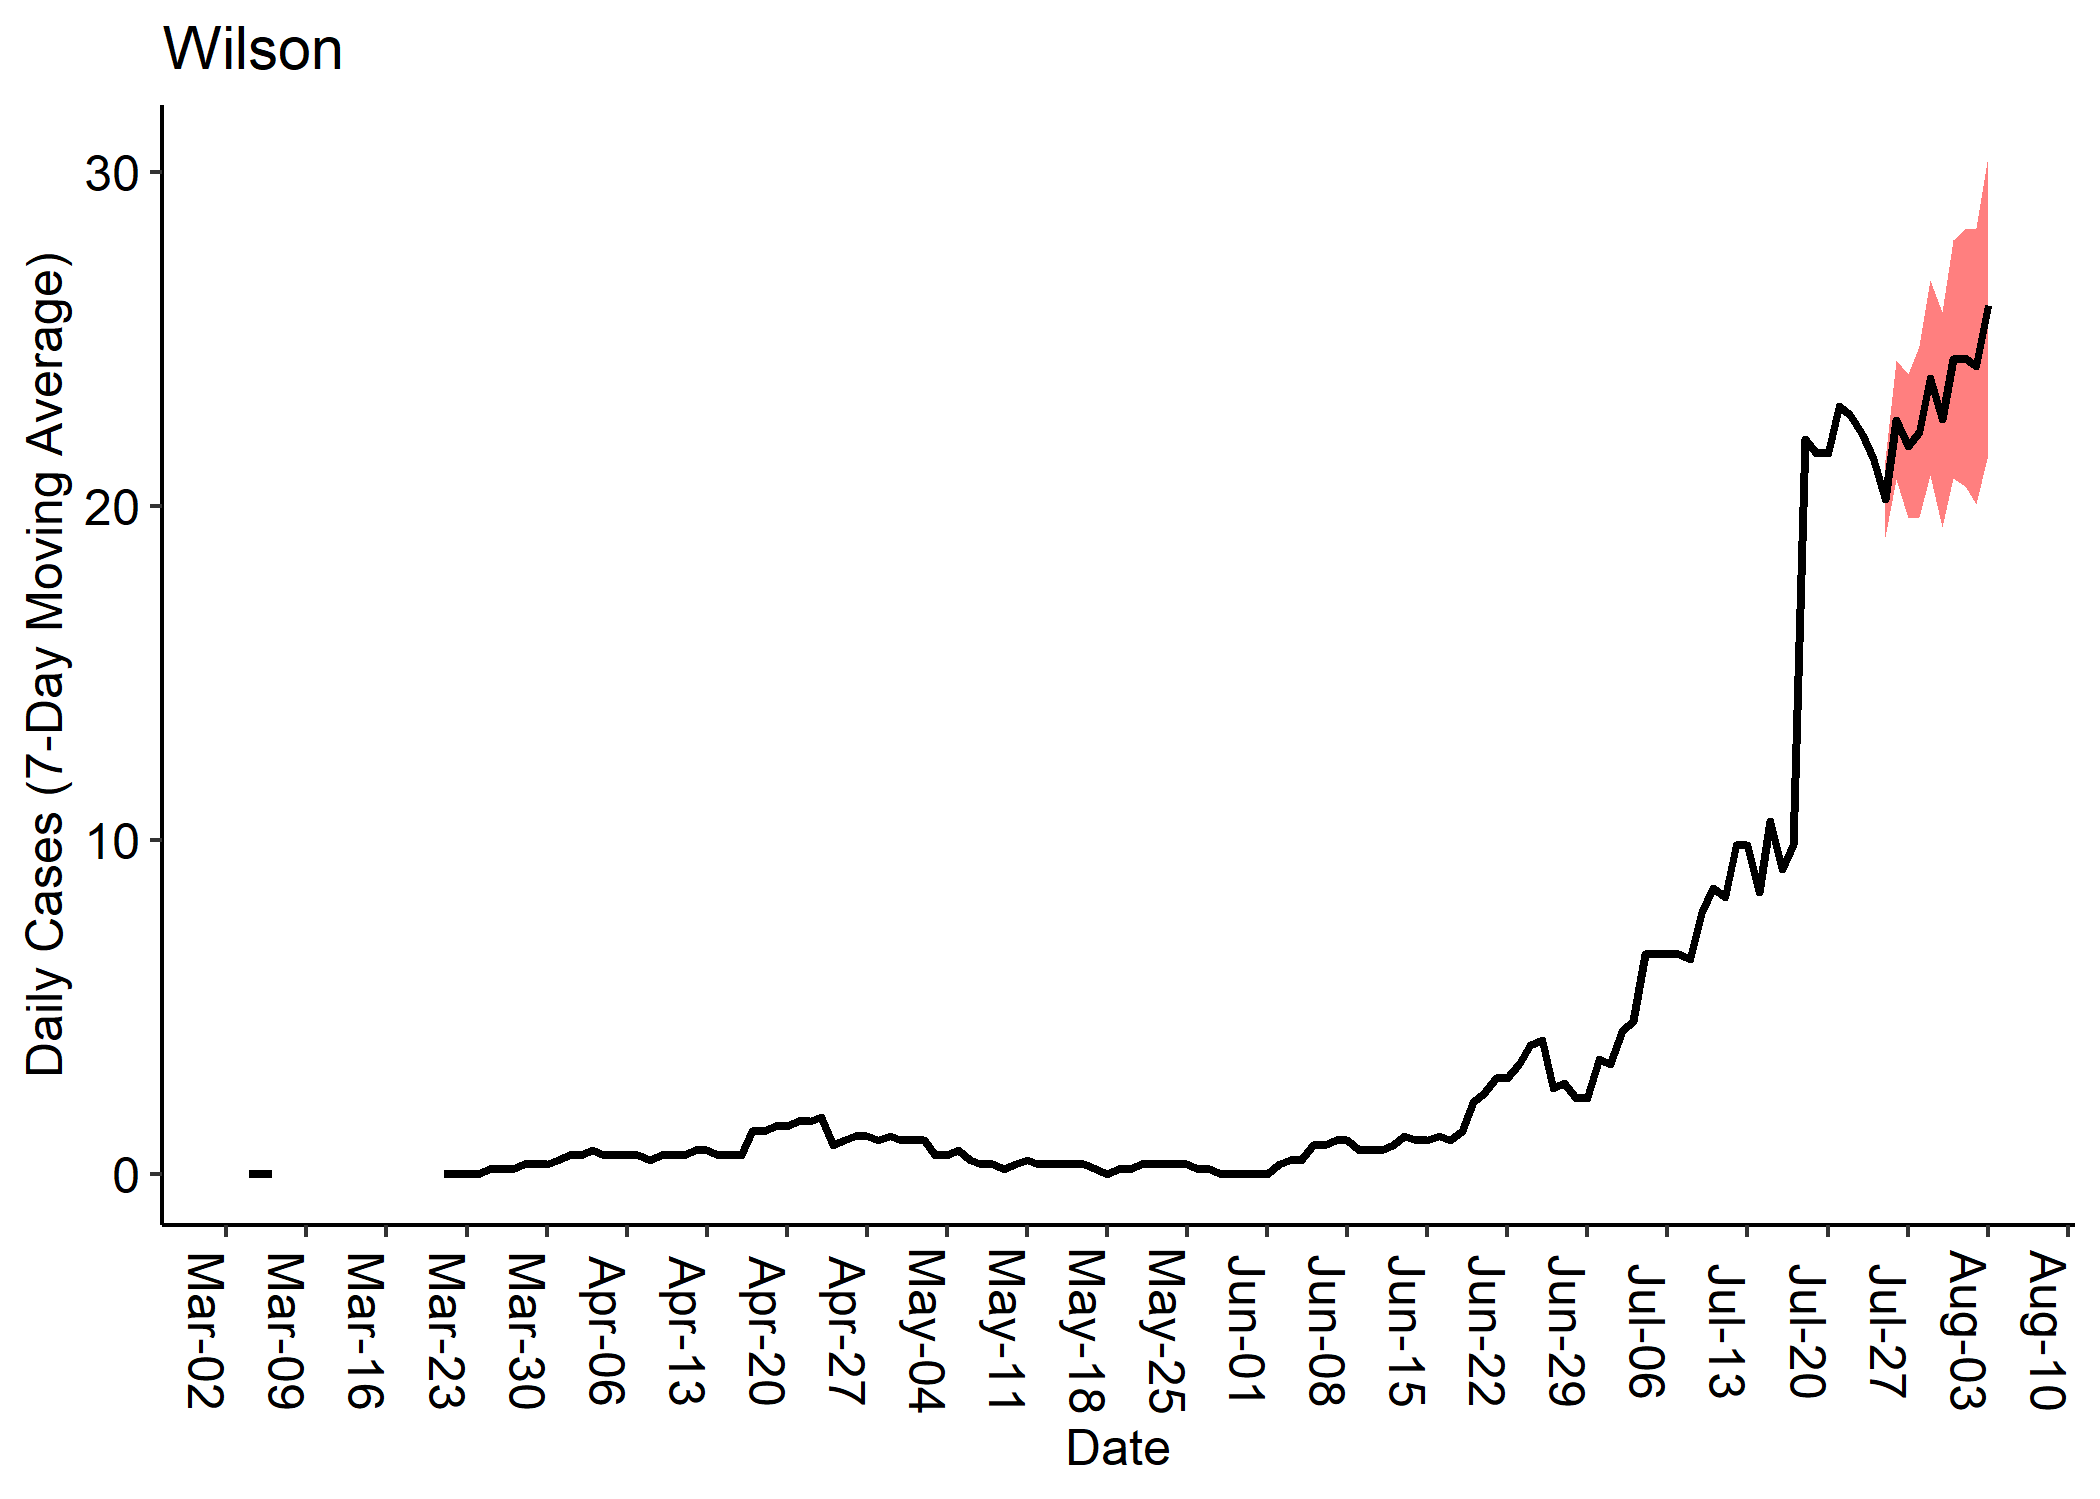 Wilson
Daily Cases (7-Day Moving Average)
30
20
10
0
Mar-02
Mar-09
Mar-16
Mar-23
Mar-30
Apr-06
Apr-13
Apr-20
Apr-27
May-04
May-11
May-18
May-25
Jun-01
Jun-08
Jun-15
Jun-22
Jun-29
Jul-06
Jul-13
Jul-20
Jul-27
Aug-03
Aug-10
Date